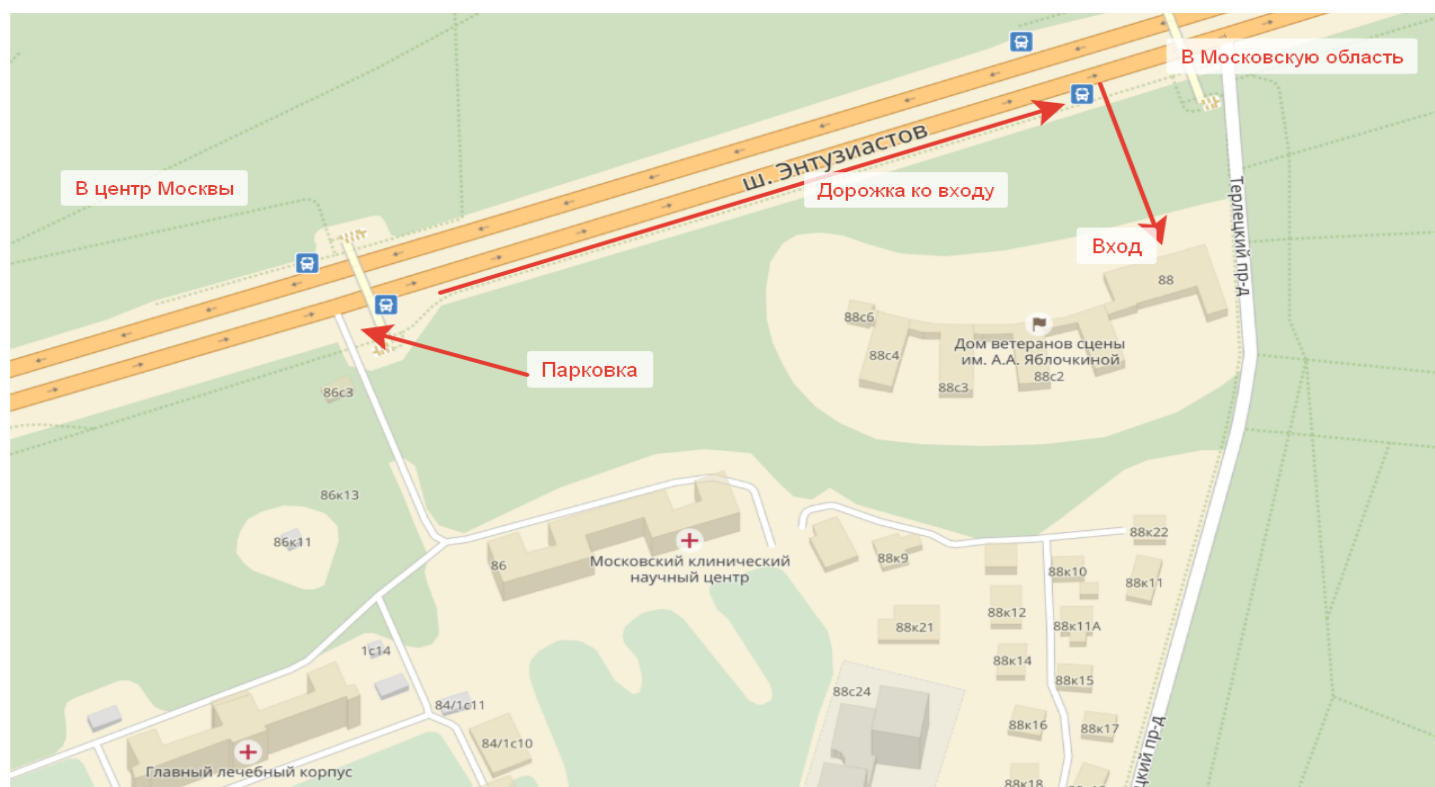 В Московскую область
ш. Энтузиастов
В центр Москвы
Дорожка ко входу
Терлецкий пр-д
Вход
88
88с6
Дом ветеранов сцены
им. А.А. Яблочкиной
88с4
88с3
88с2
Парковка
86с3
86к13
86к11
86
Московский клинический
научный центр
88к9
88к22
88к10
88к11
88к12
88к21
88к11А
1с14
88к14
88к15
88с24
84/1с11
88к16
88к17
84/1с10
Главный лечебный корпус
88к18
цкий пр-д